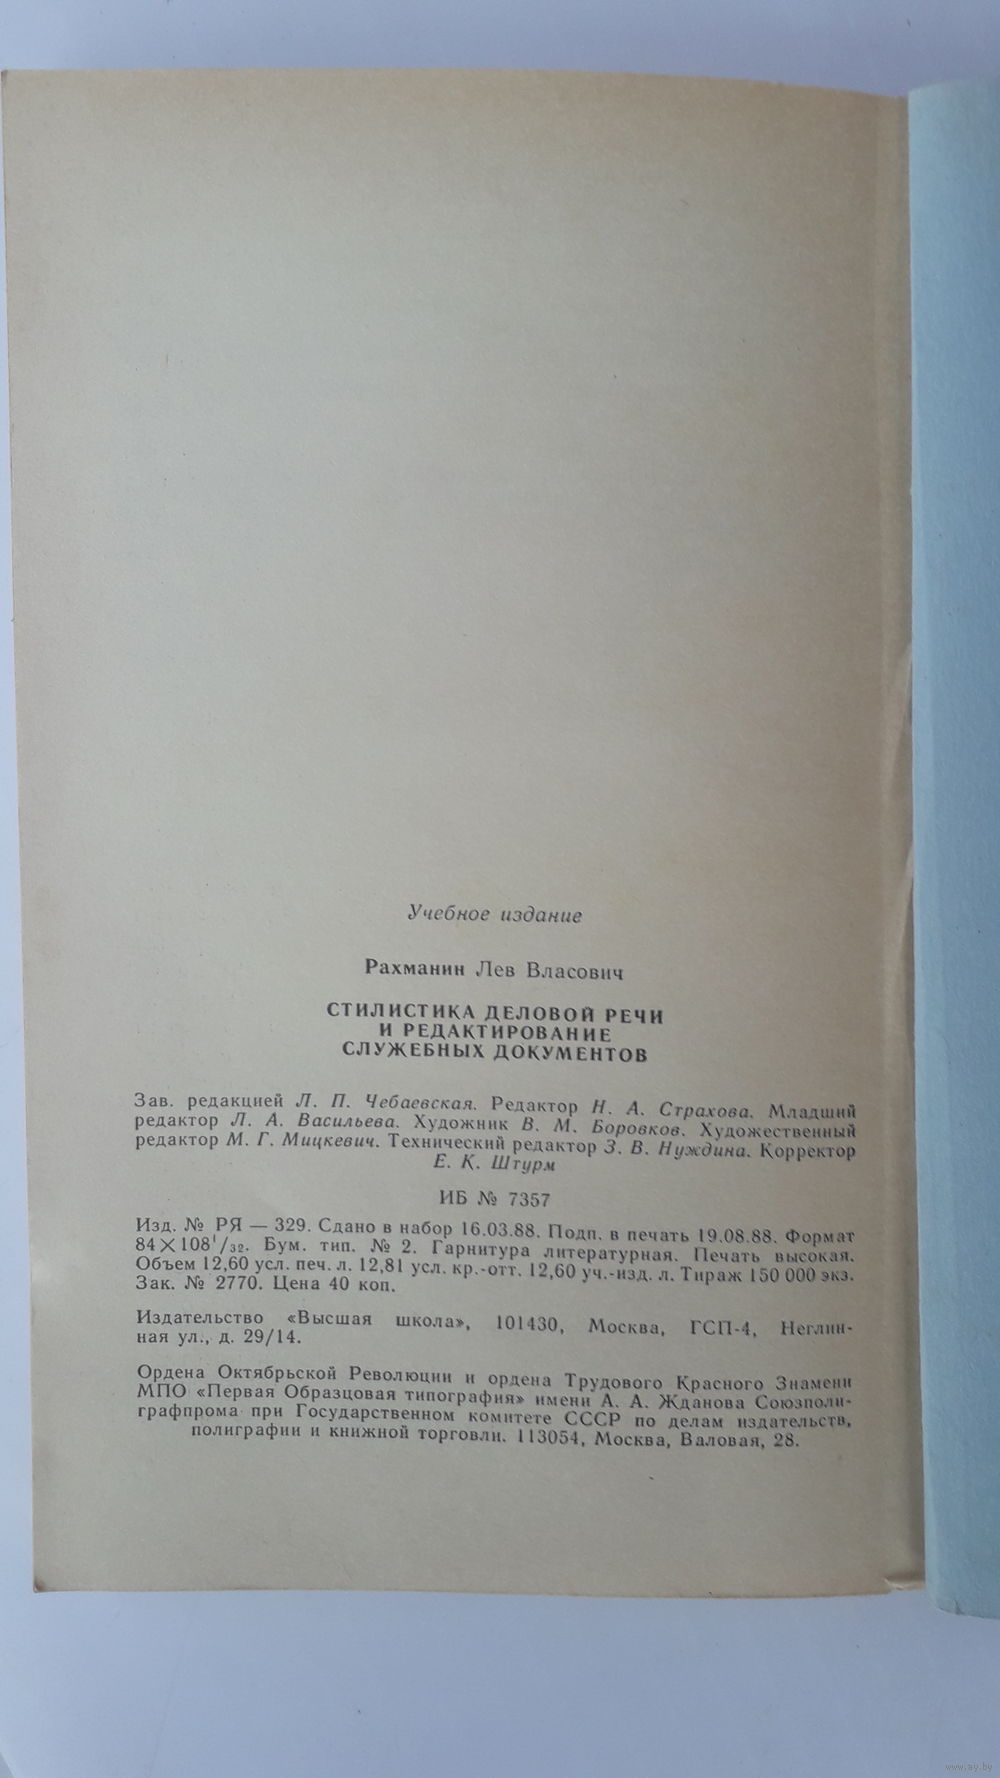 Учебное издание
Рахманин Лев Власович
СТИЛИСТИКА ДЕЛОВОЙ РЕЧИ
И РЕДАКТИРОВАНИЕ
СЛУЖЕБНЫХ ДОКУМЕНТОВ
Зав. редакцией Л. П. Чебаевская. Редактор Н. А. Страхова. Младший
редактор Л. А. Васильева. Художник В. М. Боровков. Художественный
редактор М. Г. Мицкевич. Технический редактор З. В. Нуждина. Корректор
Е. К. Штурм
ИБ № 7357
Изд. № РЯ — 329. Сдано в набор 16.03.88. Подп. в печать 19.08.88. Формат
84×108¹/₃₂. Бум. тип. № 2. Гарнитура литературная. Печать высокая.
Объем 12,60 усл. печ. л. 12,81 усл. кр.-отт. 12,60 уч.-изд. л. Тираж 150 000 экз.
Зак. № 2770. Цена 40 коп.
Издательство «Высшая школа», 101430, Москва, ГСП-4, Неглин-
ная ул., д. 29/14.
Ордена Октябрьской Революции и ордена Трудового Красного Знамени
МПО «Первая Образцовая типография» имени А. А. Жданова Союзполи-
графпрома при Государственном комитете СССР по делам издательств,
полиграфии и книжной торговли. 113054, Москва, Валовая, 28.
www.ay.by